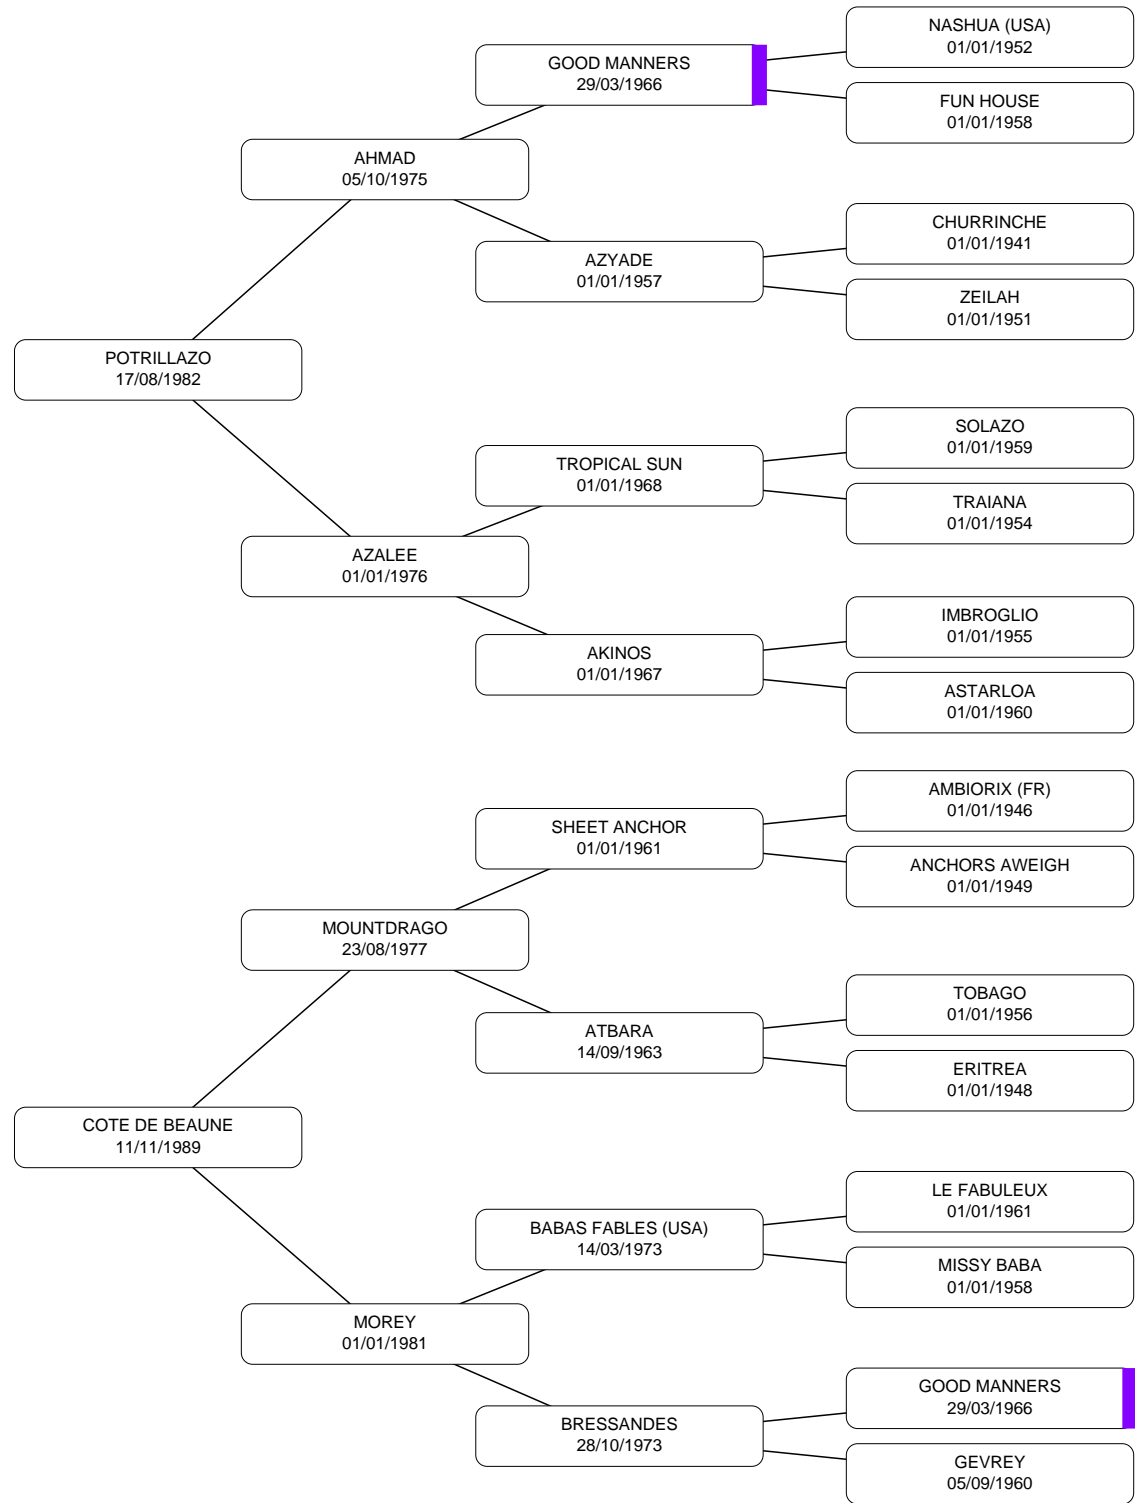 NASHUA (USA)
01/01/1952
GOOD MANNERS
29/03/1966
FUN HOUSE
01/01/1958
AHMAD
05/10/1975
CHURRINCHE
01/01/1941
AZYADE
01/01/1957
ZEILAH
01/01/1951
POTRILLAZO
17/08/1982
SOLAZO
01/01/1959
TROPICAL SUN
01/01/1968
TRAIANA
01/01/1954
AZALEE
01/01/1976
IMBROGLIO
01/01/1955
AKINOS
01/01/1967
ASTARLOA
01/01/1960
AMBIORIX (FR)
01/01/1946
SHEET ANCHOR
01/01/1961
ANCHORS AWEIGH
01/01/1949
MOUNTDRAGO
23/08/1977
TOBAGO
01/01/1956
ATBARA
14/09/1963
ERITREA
01/01/1948
COTE DE BEAUNE
11/11/1989
LE FABULEUX
01/01/1961
BABAS FABLES (USA)
14/03/1973
MISSY BABA
01/01/1958
MOREY
01/01/1981
GOOD MANNERS
29/03/1966
BRESSANDES
28/10/1973
GEVREY
05/09/1960